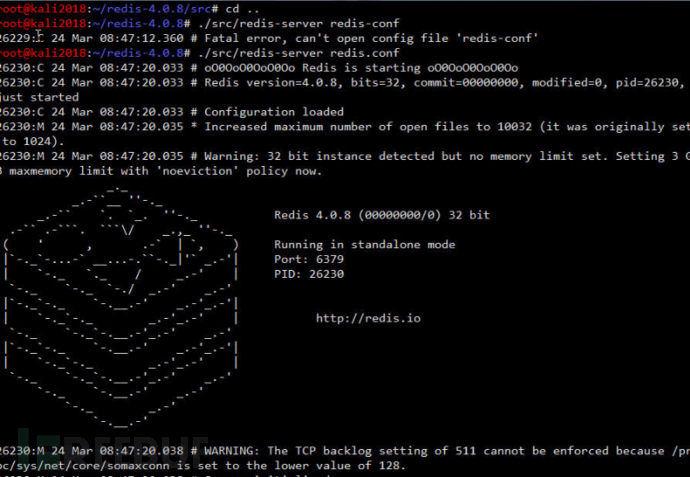 root@kali2018:~/redis-4.0.8/src# cd ..
root@kali2018:~/redis-4.0.8# ./src/redis-server redis-conf
26229:C 24 Mar 08:47:12.360 # Fatal error, can't open config file 'redis-conf'
root@kali2018:~/redis-4.0.8# ./src/redis-server redis.conf
26230:C 24 Mar 08:47:20.033 # oO0OoO0OoO0Oo Redis is starting oO0OoO0OoO0Oo
26230:C 24 Mar 08:47:20.033 # Redis version=4.0.8, bits=32, commit=00000000, modified=0, pid=26230,
just started
26230:C 24 Mar 08:47:20.033 # Configuration loaded
26230:M 24 Mar 08:47:20.035 * Increased maximum number of open files to 10032 (it was originally set
to 1024).
26230:M 24 Mar 08:47:20.035 # Warning: 32 bit instance detected but no memory limit set. Setting 3 G
B maxmemory limit with 'noeviction' policy now.
Redis 4.0.8 (00000000/0) 32 bit
Running in standalone mode
Port: 6379
PID: 26230
http://redis.io
REEBUF
26230:M 24 Mar 08:47:20.038 # WARNING: The TCP backlog setting of 511 cannot be enforced because /pr
oc/sys/net/core/somaxconn is set to the lower value of 128.